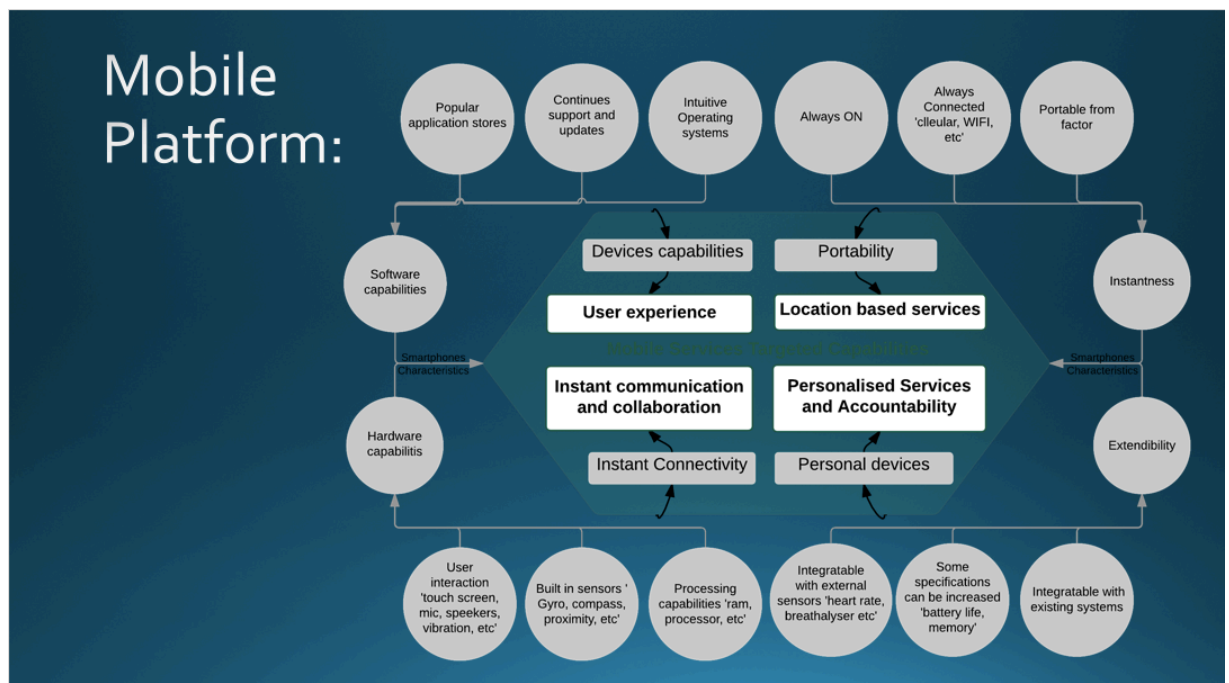 Mobile
Platform:
Popular
application stores
Continues
support and
updates
Intuitive
Operating
systems
Always ON
Always
Connected
'clleular, WIFI,
etc'
Portable from
factor
Software
capabilities
Devices capabilities
Portability
Instantness
User experience
Location based services
Smartphones
Characteristics
Mobile Services Support Capabilities
Smartphones
Characteristics
Instant communication
and collaboration
Personalised Services
and Accountability
Hardware
capabilitis
Instant Connectivity
Personal devices
Extendibility
User
interaction
'touch screen,
mic, speekers,
vibration, etc'
Built in sensors '
Gyro, compass,
proximity, etc'
Processing
capabilities 'ram,
processor, etc'
Integratable
with external
sensors 'heart rate,
breathalyser etc'
Some
specifications
can be increased
'battery life,
memory'
Integratable with
existing systems